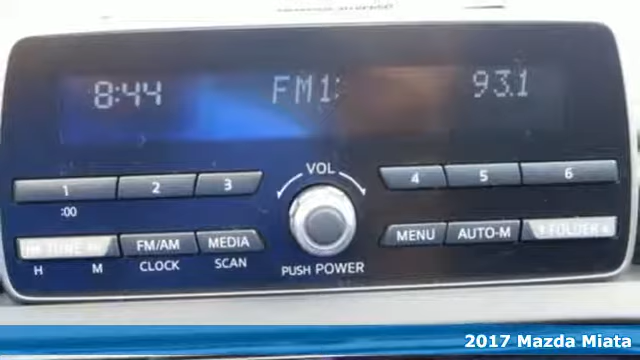 8:44 FM1: 93.1
VOL
1 2 3 4 5 6
:00
TUNE FM/AM MEDIA MENU AUTO-M FOLDER
H M CLOCK SCAN PUSH POWER
2017 Mazda Miata